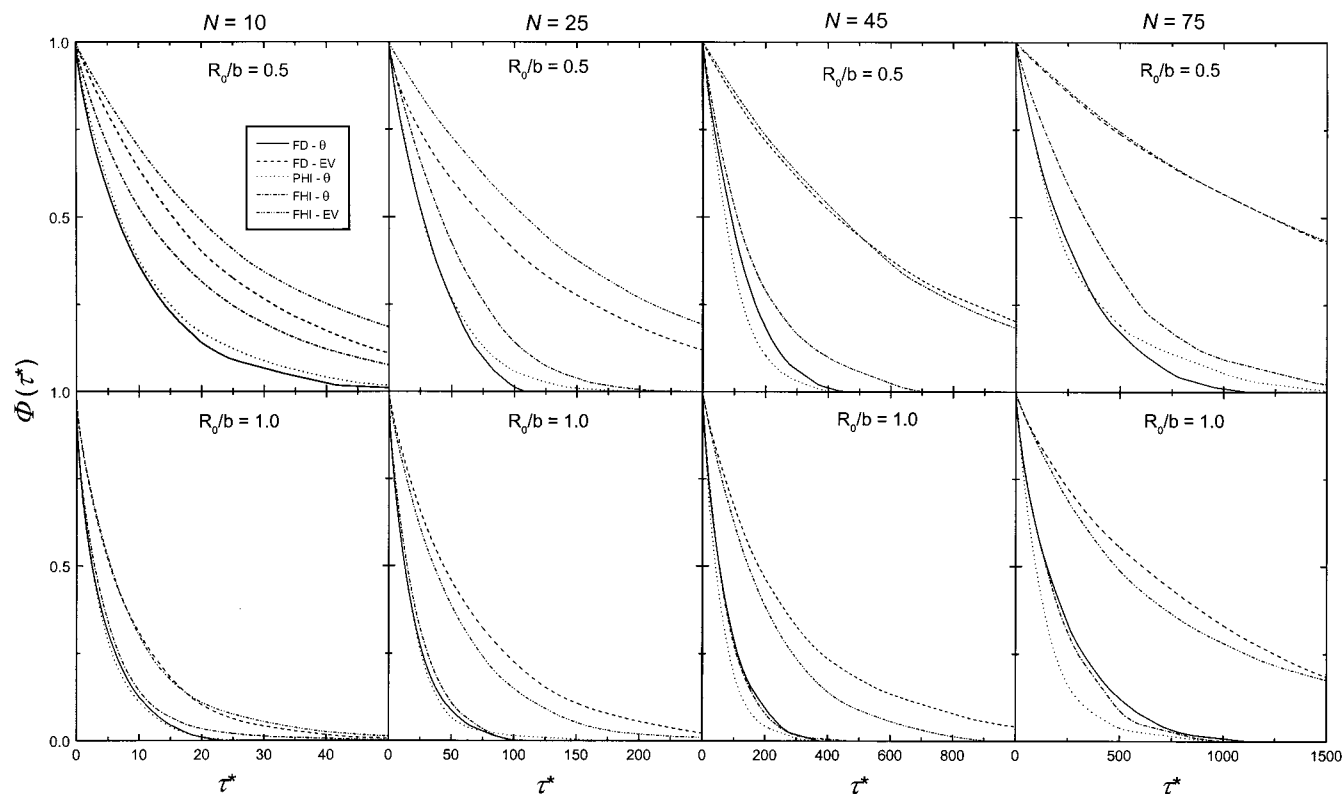 N = 10
N = 25
N = 45
N = 75
1.0
R₀/b = 0.5
R₀/b = 0.5
R₀/b = 0.5
R₀/b = 0.5
FD - θ
FD - EV
PHI - θ
FHI - θ
FHI - EV
0.5
Φ(τ*)
1.0
R₀/b = 1.0
R₀/b = 1.0
R₀/b = 1.0
R₀/b = 1.0
0.5
0.0
0 10 20 30 40
0 50 100 150 200
0 200 400 600 800
0 500 1000 1500
τ*
τ*
τ*
τ*